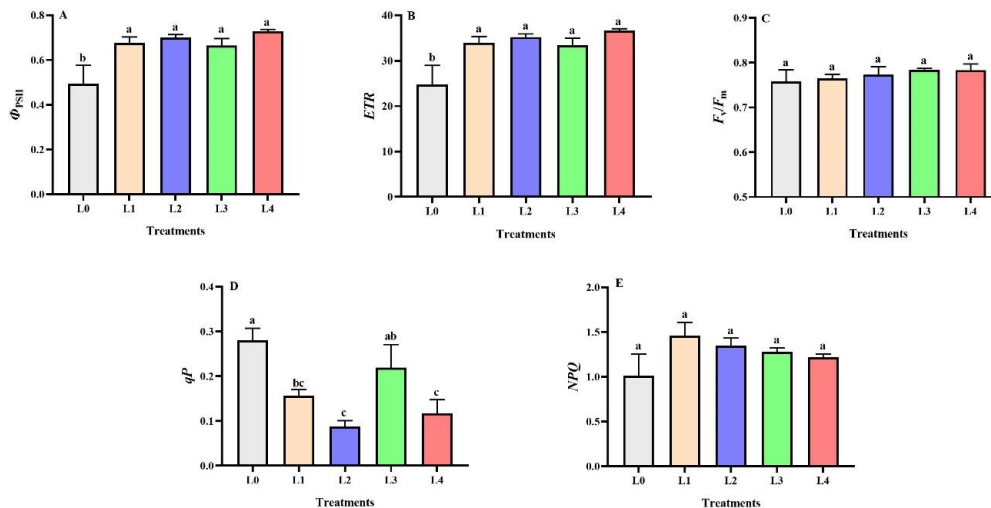 A
0.8
0.6
0.4
0.2
0.0
Φ_PSII
b
a
a
a
a
L0 L1 L2 L3 L4
Treatments
B
40
30
20
10
0
ETR
b
a
a
a
a
L0 L1 L2 L3 L4
Treatments
C
0.9
0.8
0.7
0.6
0.5
F_v/F_m
a
a
a
a
a
L0 L1 L2 L3 L4
Treatments
D
0.4
0.3
0.2
0.1
0.0
qP
a
bc
c
ab
c
L0 L1 L2 L3 L4
Treatments
E
2.0
1.5
1.0
0.5
0.0
NPQ
a
a
a
a
a
L0 L1 L2 L3 L4
Treatments